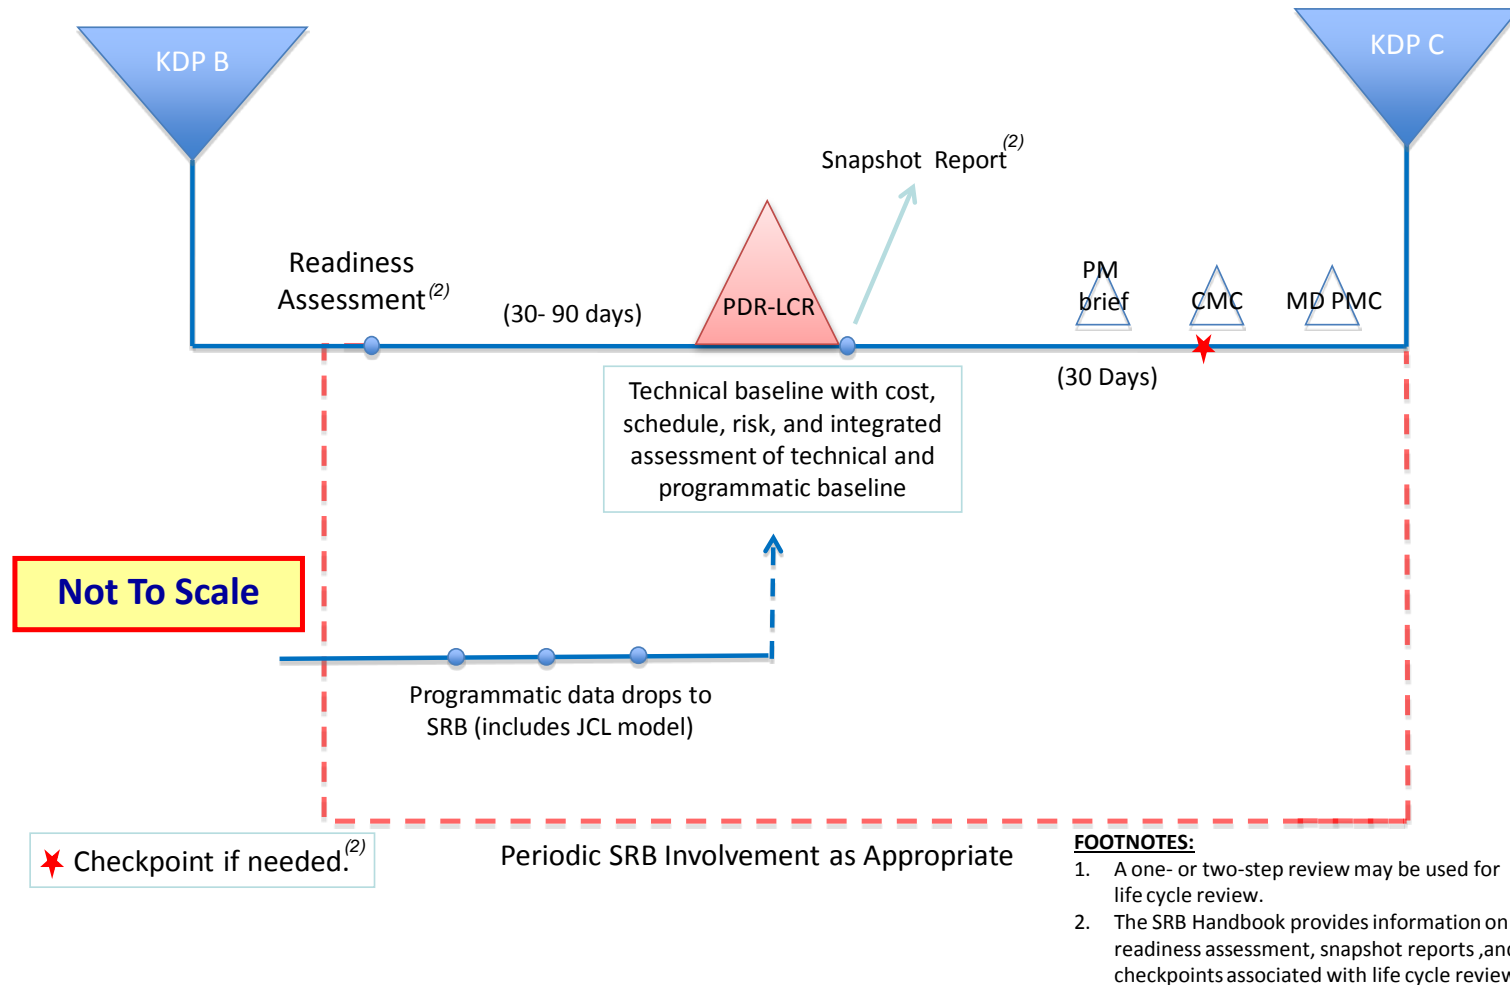 KDP B
KDP C
Snapshot Report(2)
Readiness
Assessment(2)
(30- 90 days)
PDR-LCR
PM
brief
CMC
MD PMC
(30 Days)
Technical baseline with cost,
schedule, risk, and integrated
assessment of technical and
programmatic baseline
Not To Scale
Programmatic data drops to
SRB (includes JCL model)
Checkpoint if needed.(2)
Periodic SRB Involvement as Appropriate
FOOTNOTES:
1. A one- or two-step review may be used for
life cycle review.
2. The SRB Handbook provides information on
readiness assessment, snapshot reports ,and
checkpoints associated with life cycle review